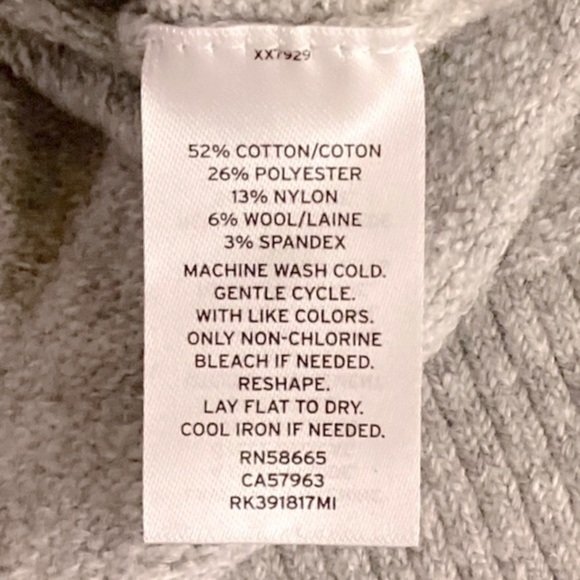 XX7929
52% COTTON/COTON
26% POLYESTER
13% NYLON
6% WOOL/LAINE
3% SPANDEX
MACHINE WASH COLD.
GENTLE CYCLE.
WITH LIKE COLORS.
ONLY NON-CHLORINE
BLEACH IF NEEDED.
RESHAPE.
LAY FLAT TO DRY.
COOL IRON IF NEEDED.
RN58665
CA57963
RK391817MI